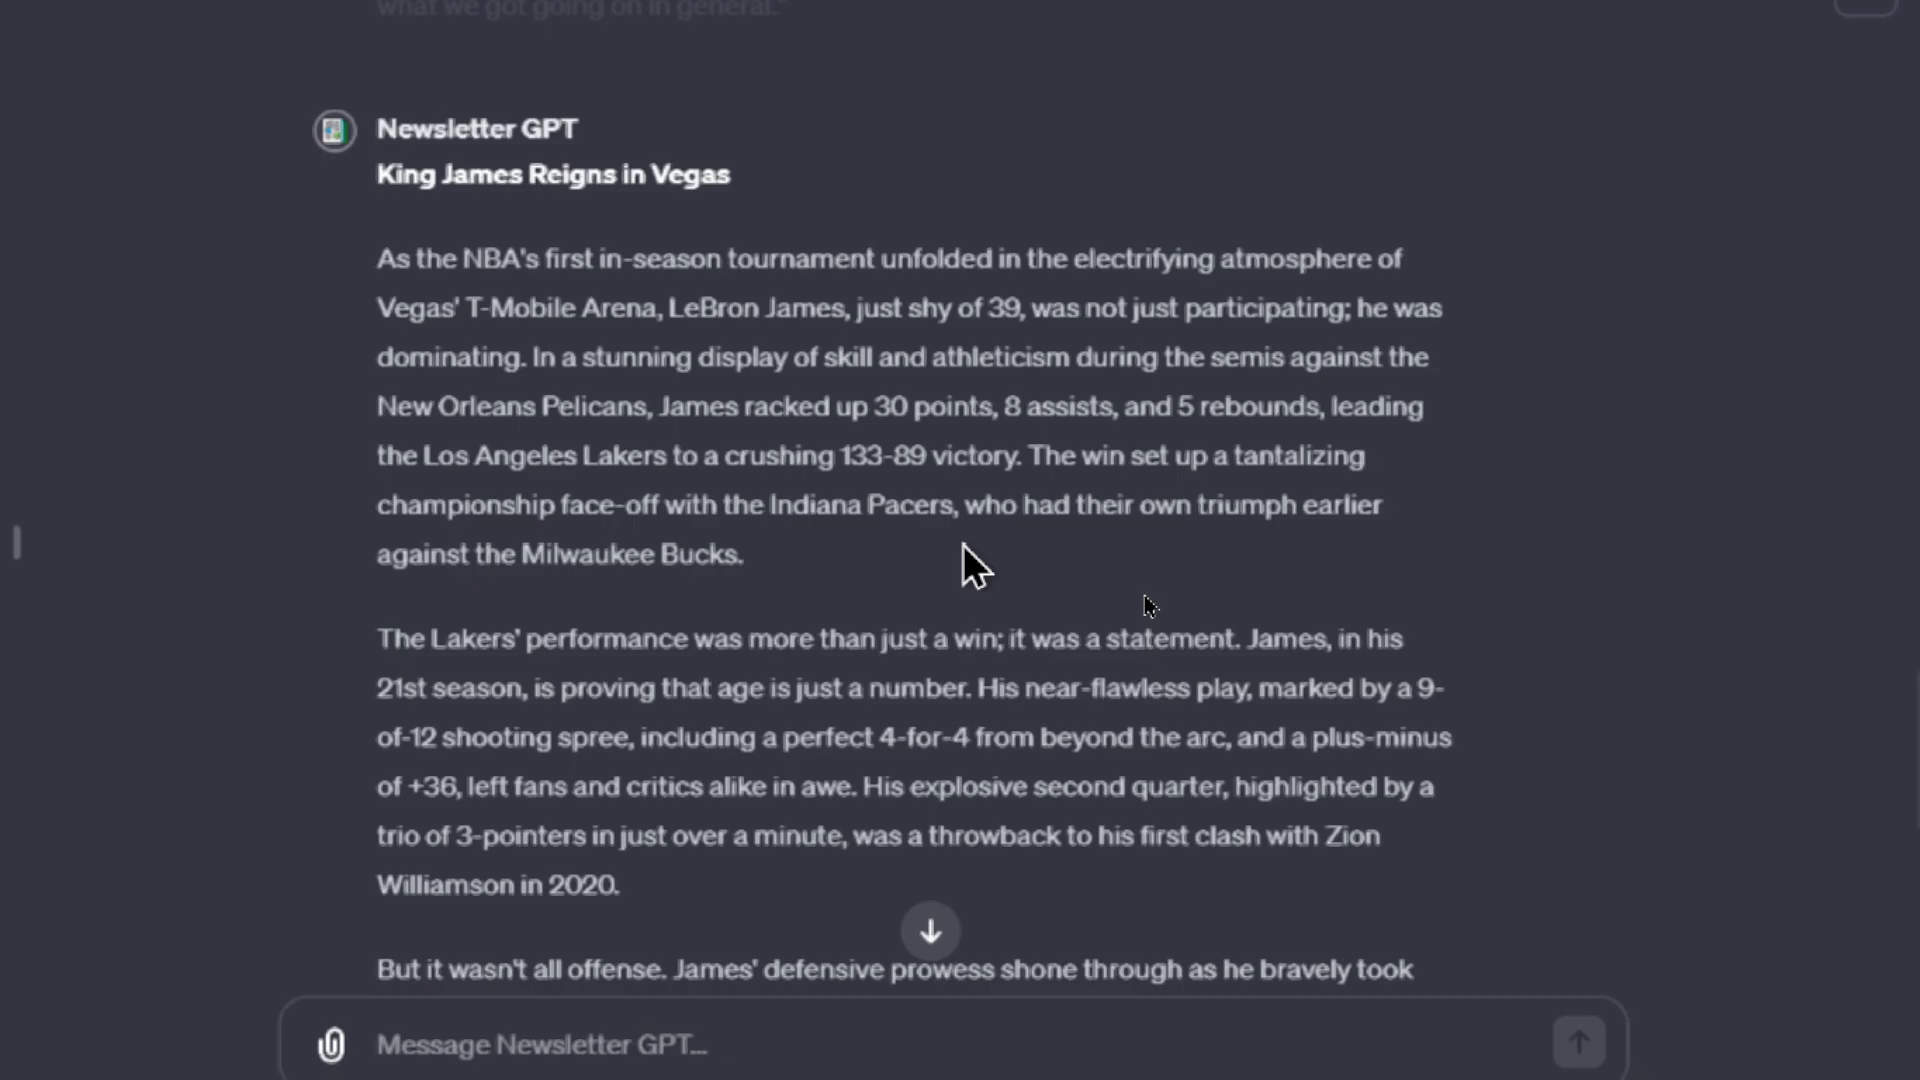 what we got going on in general."
Newsletter GPT
King James Reigns in Vegas
As the NBA's first in-season tournament unfolded in the electrifying atmosphere of
Vegas' T-Mobile Arena, LeBron James, just shy of 39, was not just participating; he was
dominating. In a stunning display of skill and athleticism during the semis against the
New Orleans Pelicans, James racked up 30 points, 8 assists, and 5 rebounds, leading
the Los Angeles Lakers to a crushing 133-89 victory. The win set up a tantalizing
championship face-off with the Indiana Pacers, who had their own triumph earlier
against the Milwaukee Bucks.
The Lakers' performance was more than just a win; it was a statement. James, in his
21st season, is proving that age is just a number. His near-flawless play, marked by a 9-
of-12 shooting spree, including a perfect 4-for-4 from beyond the arc, and a plus-minus
of +36, left fans and critics alike in awe. His explosive second quarter, highlighted by a
trio of 3-pointers in just over a minute, was a throwback to his first clash with Zion
Williamson in 2020.
But it wasn't all offense. James' defensive prowess shone through as he bravely took
Message Newsletter GPT...